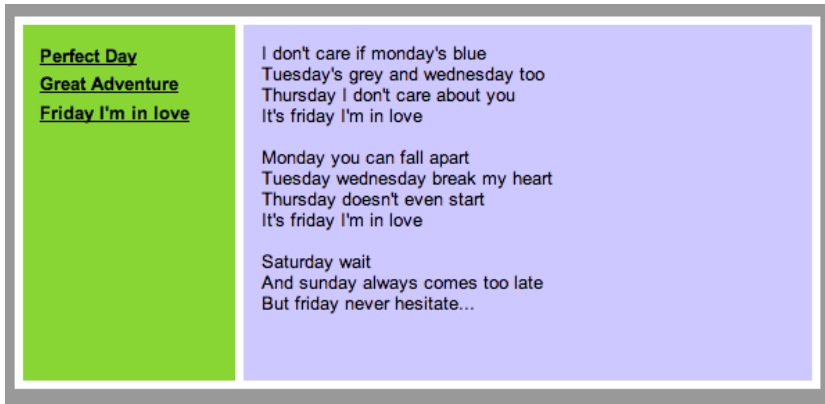 Perfect Day
Great Adventure
Friday I'm in love
I don't care if monday's blue
Tuesday's grey and wednesday too
Thursday I don't care about you
It's friday I'm in love
Monday you can fall apart
Tuesday wednesday break my heart
Thursday doesn't even start
It's friday I'm in love
Saturday wait
And sunday always comes too late
But friday never hesitate...